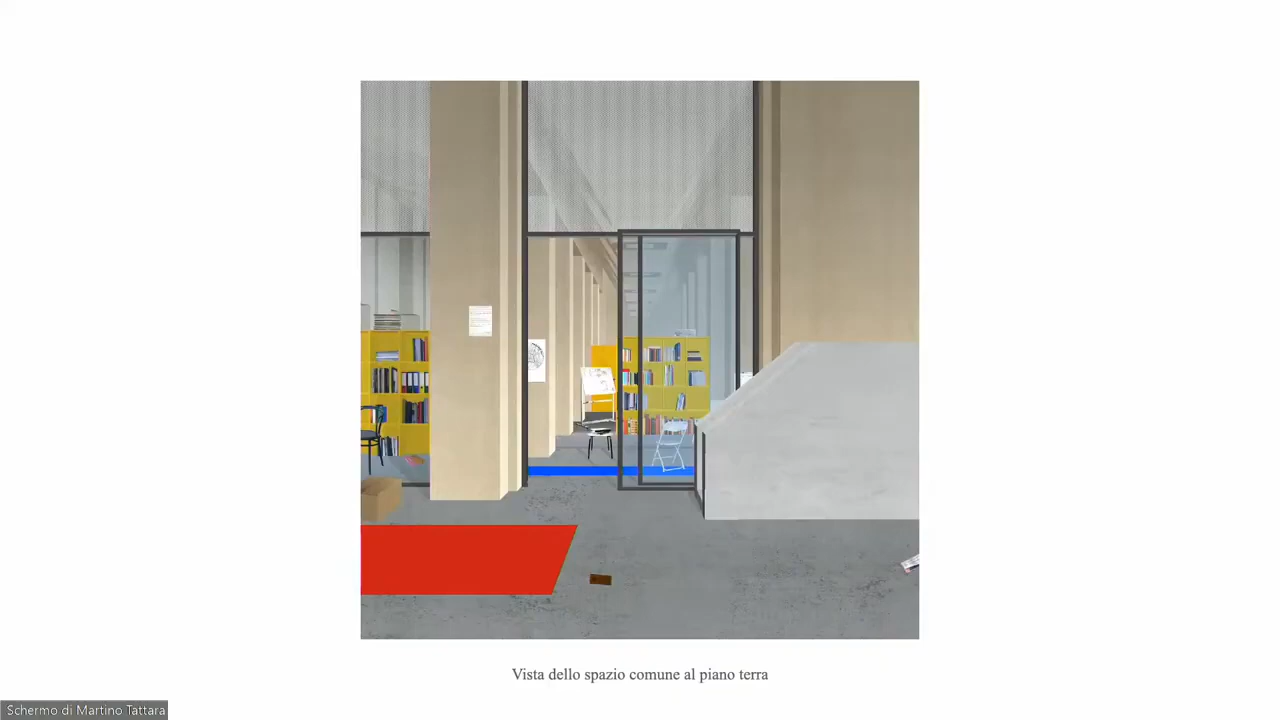 Vista dello spazio comune al piano terra
Schermo di Martino Tattara